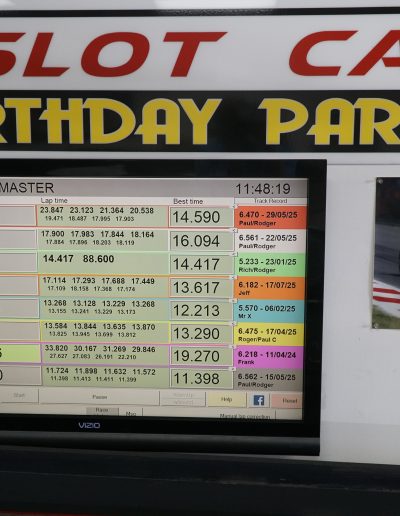 SLOT CA
RTHDAY PAR
MASTER 11:48:19
Lap time Best time Track Record
23.847 23.123 21.364 20.538
19.471 18.487 17.995 17.903
14.590
6.470 - 29/05/25
Paul/Rodger
17.900 17.983 17.844 18.164
17.884 17.896 18.203 18.119
16.094
6.561 - 22/05/25
Paul/Rodger
14.417 88.600
14.417
5.233 - 23/01/25
Rich/Rodger
17.114 17.293 17.688 17.449
17.109 18.158 17.368 17.174
13.617
6.182 - 17/07/25
Jeff
13.268 13.128 13.229 13.268
13.155 13.241 13.229 13.173
12.213
5.570 - 06/02/25
Mr X
13.584 13.844 13.635 13.870
13.825 13.945 13.699 13.812
13.290
6.475 - 17/04/25
Roger/Paul C
33.820 30.167 31.269 29.846
27.627 27.083 26.191 22.210
19.270
6.218 - 11/04/24
Frank
11.724 11.898 11.632 11.572
11.398 11.413 11.411 11.399
11.398
6.562 - 15/05/25
Paul/Rodger
Start Pause Help Reset
Race Msg Manual lap correction
VIZIO